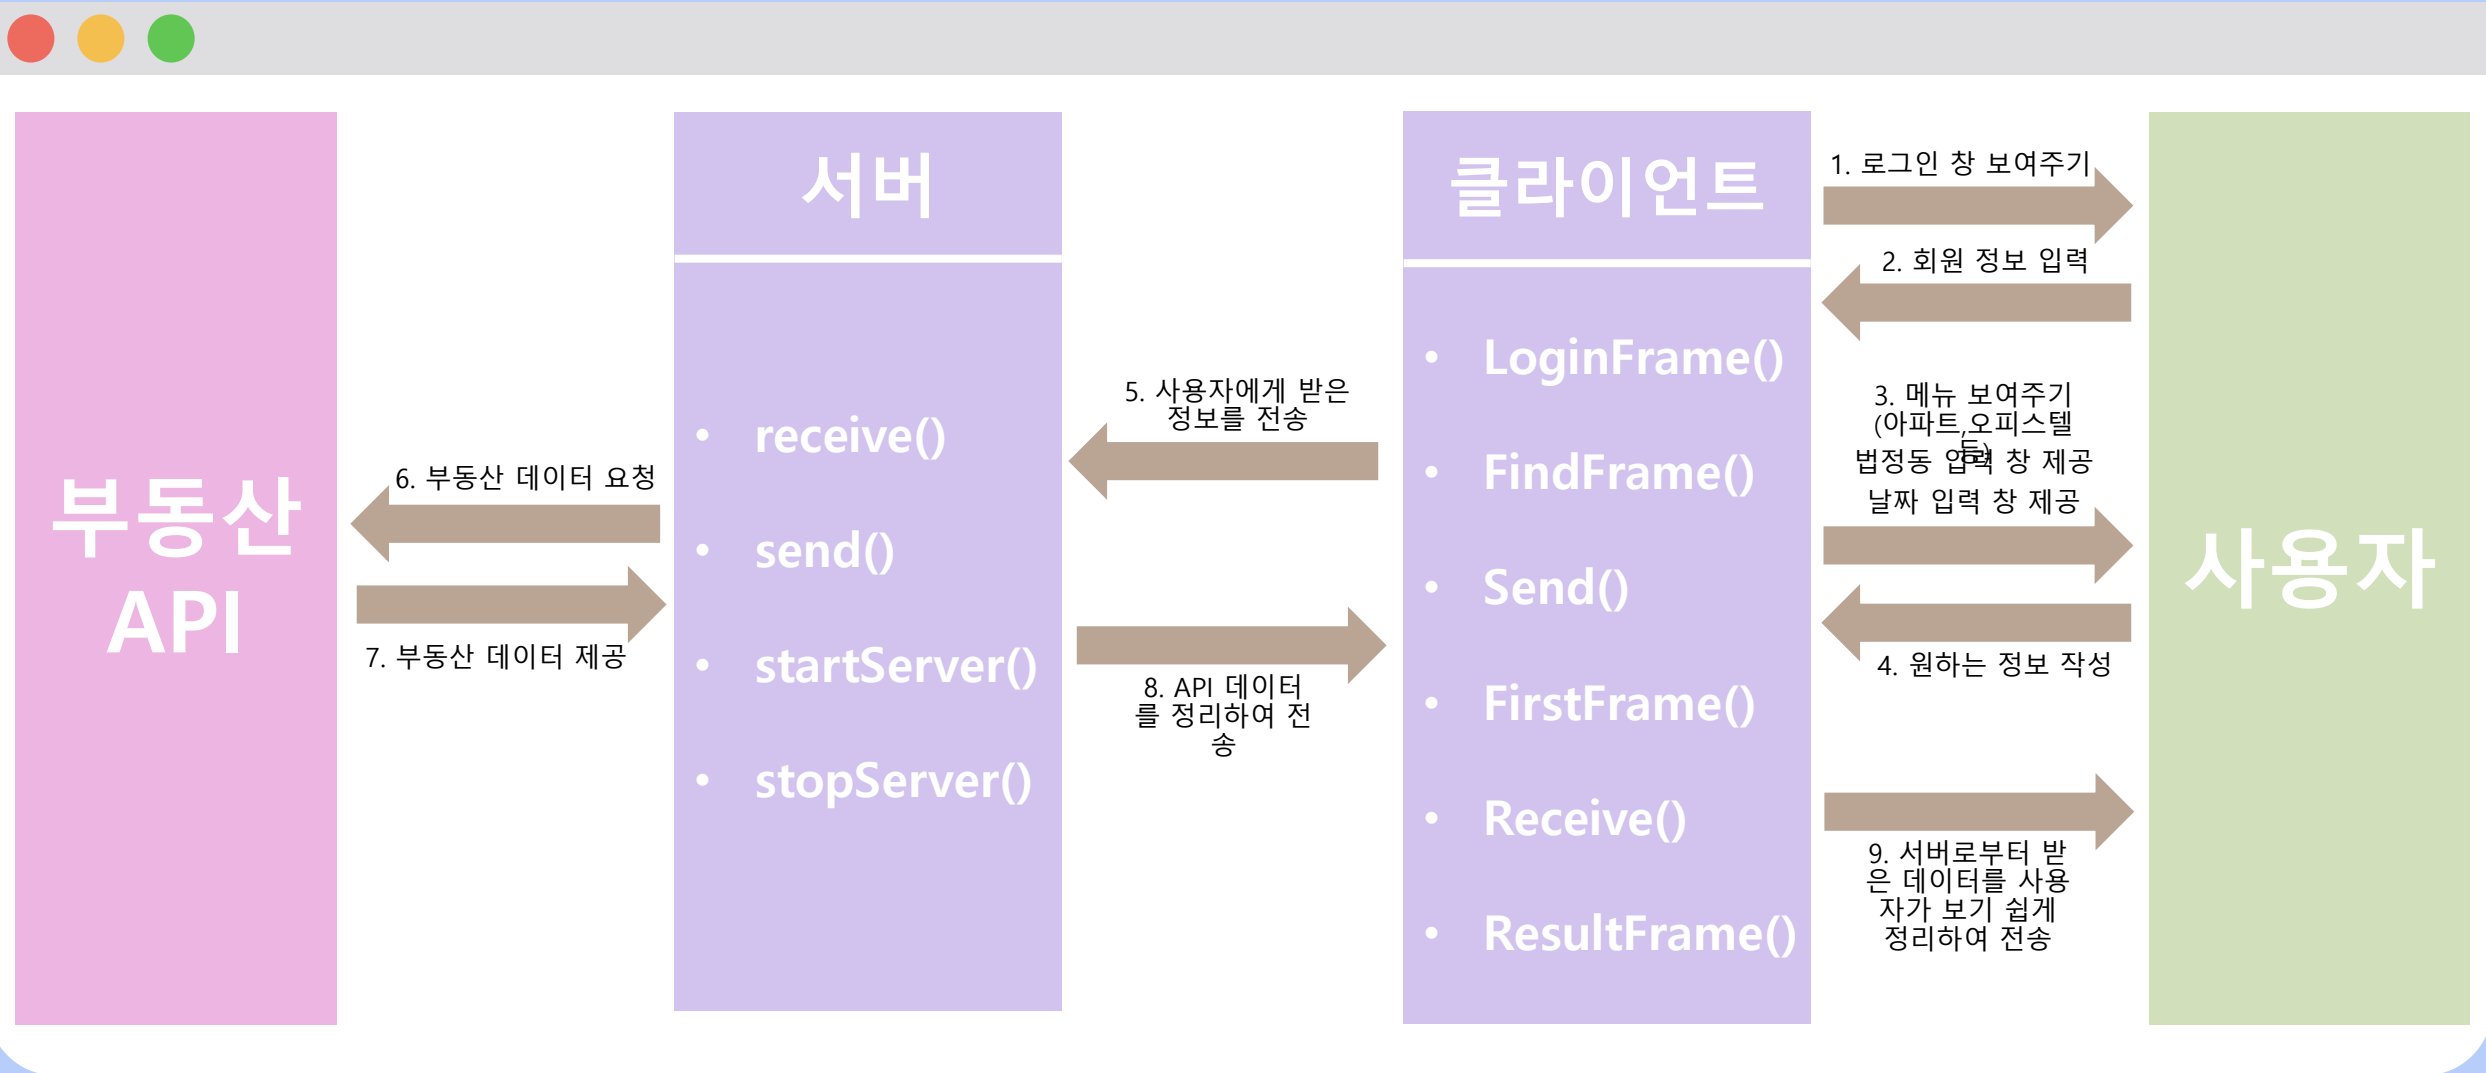 부동산
API
6. 부동산 데이터 요청
7. 부동산 데이터 제공
서버
• receive()
• send()
• startServer()
• stopServer()
5. 사용자에게 받은
정보를 전송
8. API 데이터
를 정리하여 전
송
클라이언트
• LoginFrame()
• FindFrame()
• Send()
• FirstFrame()
• Receive()
• ResultFrame()
1. 로그인 창 보여주기
2. 회원 정보 입력
3. 메뉴 보여주기
(아파트,오피스텔
등)
법정동 입력 창 제공
날짜 입력 창 제공
4. 원하는 정보 작성
9. 서버로부터 받
은 데이터를 사용
자가 보기 쉽게
정리하여 전송
사용자